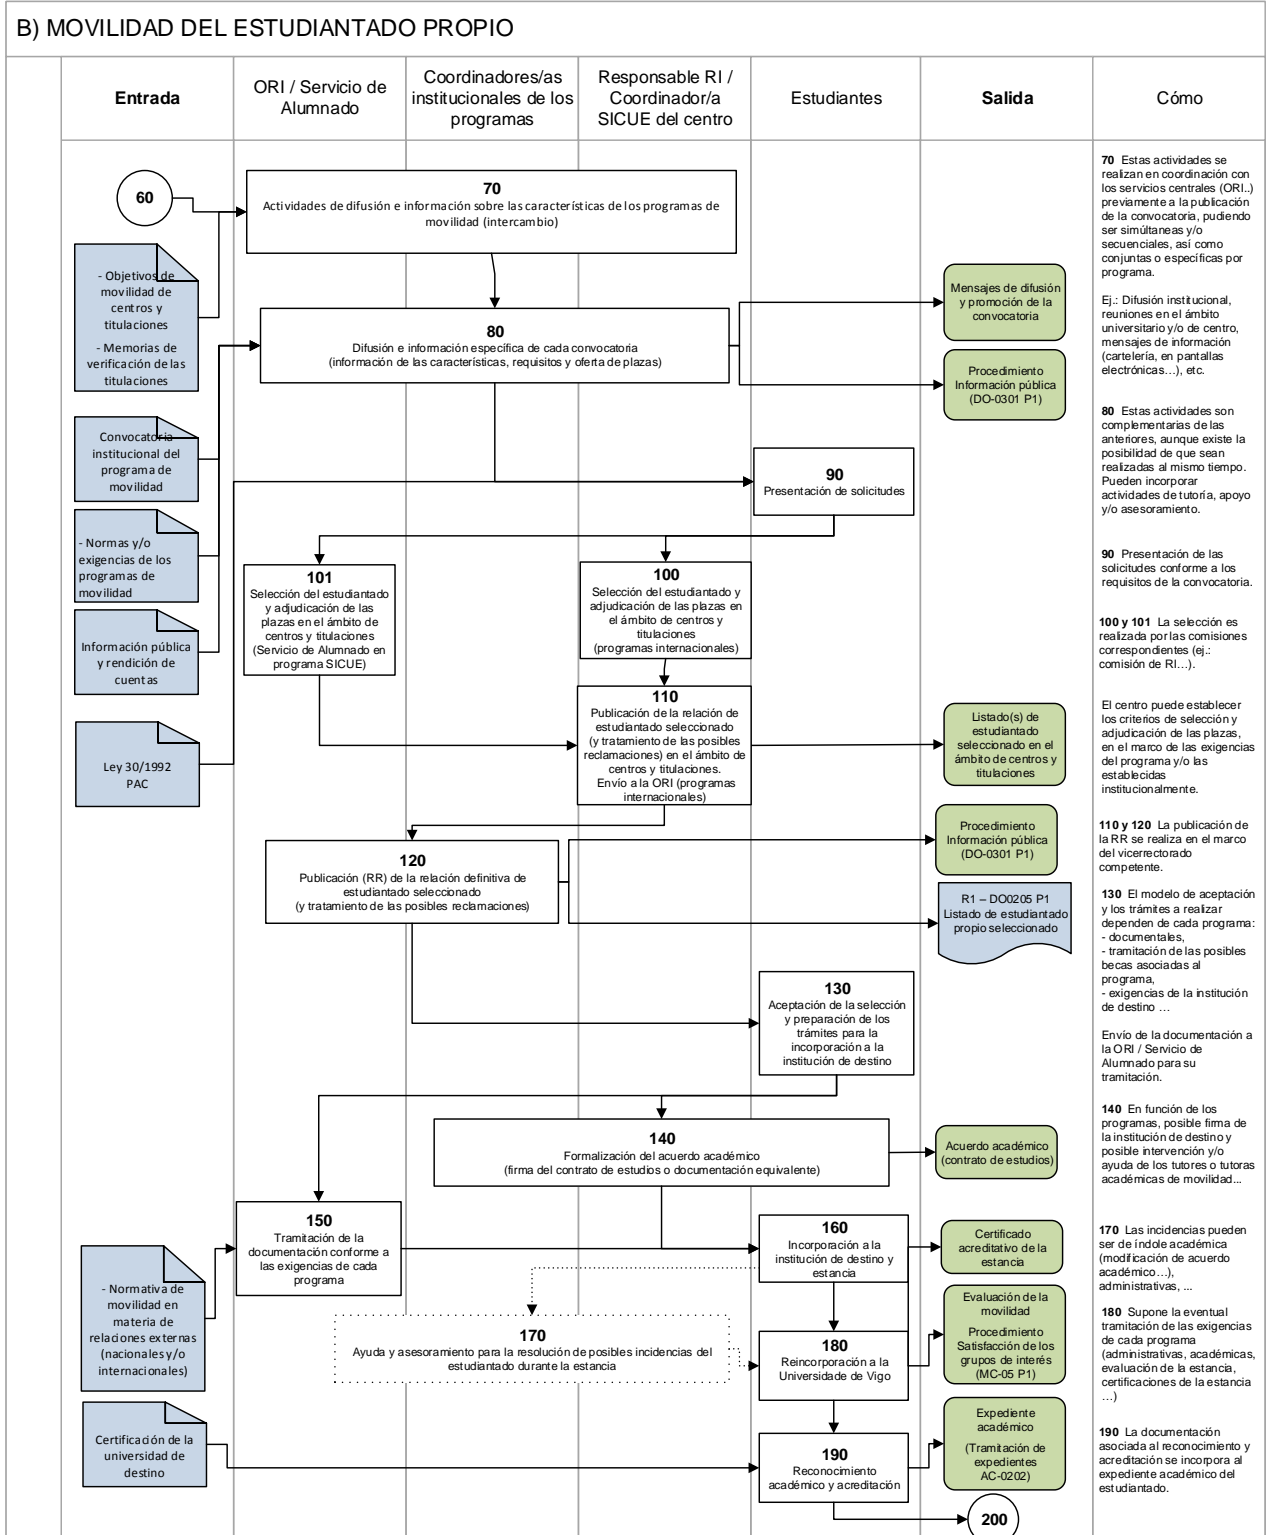 B) MOVILIDAD DEL ESTUDIANTADO PROPIO
Entrada
ORI / Servicio de
Alumnado
Coordinadores/as
institucionales de los
programas
Responsable RI /
Coordinador/a
SICUE del centro
Estudiantes
Salida
Cómo
60
70
Actividades de difusión e información sobre las características de los programas de
movilidad (intercambio)
- Objetivos de
movilidad de
centros y
titulaciones
- Memorias de
verificación de las
titulaciones
80
Difusión e información específica de cada convocatoria
(información de las características, requisitos y oferta de plazas)
Mensajes de difusión
y promoción de la
convocatoria
Procedimiento
Información pública
(DO-0301 P1)
Convocatoria
institucional del
programa de
movilidad
90
Presentación de solicitudes
- Normas y/o
exigencias de los
programas de
movilidad
101
Selección del estudiantado
y adjudicación de las
plazas en el ámbito de
centros y titulaciones
(Servicio de Alumnado en
programa SICUE)
100
Selección del estudiantado y
adjudicación de las plazas en
el ámbito de centros y
titulaciones
(programas internacionales)
Información pública
y rendición de
cuentas
110
Publicación de la relación de
estudiantado seleccionado
(y tratamiento de las posibles
reclamaciones) en el ámbito de
centros y titulaciones.
Envío a la ORI (programas
internacionales)
Listado(s) de
estudiantado
seleccionado en el
ámbito de centros y
titulaciones
Ley 30/1992
PAC
120
Publicación (RR) de la relación definitiva de
estudiantado seleccionado
(y tratamiento de las posibles reclamaciones)
Procedimiento
Información pública
(DO-0301 P1)
R1 – DO0205 P1
Listado de estudiantado
propio seleccionado
130
Aceptación de la selección
y preparación de los
trámites para la
incorporación a la
institución de destino
140
Formalización del acuerdo académico
(firma del contrato de estudios o documentación equivalente)
Acuerdo académico
(contrato de estudios)
150
Tramitación de la
documentación conforme a
las exigencias de cada
programa
160
Incorporación a la
institución de destino y
estancia
Certificado
acreditativo de la
estancia
- Normativa de
movilidad en
materia de
relaciones externas
(nacionales y/o
internacionales)
170
Ayuda y asesoramiento para la resolución de posibles incidencias del
estudiantado durante la estancia
180
Reincorporación a la
Universidade de Vigo
Evaluación de la
movilidad
Procedimiento
Satisfacción de los
grupos de interés
(MC-05 P1)
Certificación de la
universidad de
destino
190
Reconocimiento
académico y acreditación
Expediente
académico
(Tramitación de
expedientes
AC-0202)
200
70 Estas actividades se
realizan en coordinación con
los servicios centrales (ORI..)
previamente a la publicación
de la convocatoria, pudiendo
ser simúltaneas y/o
secuenciales, así como
conjuntas o específicas por
programa.
Ej.: Difusión institucional,
reuniones en el ámbito
universitario y/o de centro,
mensajes de información
(cartelería, en pantallas
electrónicas…), etc.
80 Estas actividades son
complementarias de las
anteriores, aunque existe la
posibilidad de que sean
realizadas al mismo tiempo.
Pueden incorporar
actividades de tutoría, apoyo
y/o asesoramiento.
90 Presentación de las
solicitudes conforme a los
requisitos de la convocatoria.
100 y 101 La selección es
realizada por las comisiones
correspondientes (ej.:
comisión de RI…).
El centro puede establecer
los criterios de selección y
adjudicación de las plazas,
en el marco de las exigencias
del programa y/o las
establecidas
institucionalmente.
110 y 120 La publicación de
la RR se realiza en el marco
del vicerrectorado
competente.
130 El modelo de aceptación
y los trámites a realizar
dependen de cada programa:
- documentales,
- tramitación de las posibles
becas asociadas al
programa,
- exigencias de la institución
de destino …
Envío de la documentación a
la ORI / Servicio de
Alumnado para su
tramitación.
140 En función de los
programas, posible firma de
la institución de destino y
posible intervención y/o
ayuda de los tutores o tutoras
académicas de movilidad...
170 Las incidencias pueden
ser de índole académica
(modificación de acuerdo
académico…),
administrativas, ...
180 Supone la eventual
tramitación de las exigencias
de cada programa
(administrativas, académicas,
evaluación de la estancia,
certificaciones de la estancia
…)
190 La documentación
asociada al reconocimiento y
acreditación se incorpora al
expediente académico del
estudiantado.